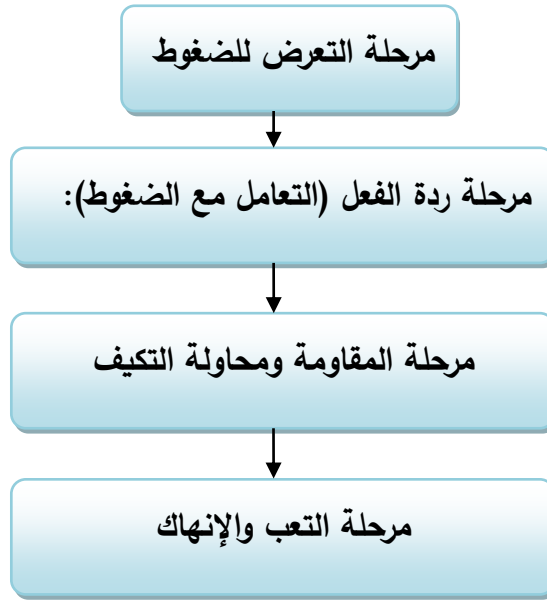 مرحلة التعرض للضغوط
مرحلة ردة الفعل (التعامل مع الضغوط):
مرحلة المقاومة ومحاولة التكيف
مرحلة التعب والإنهاك